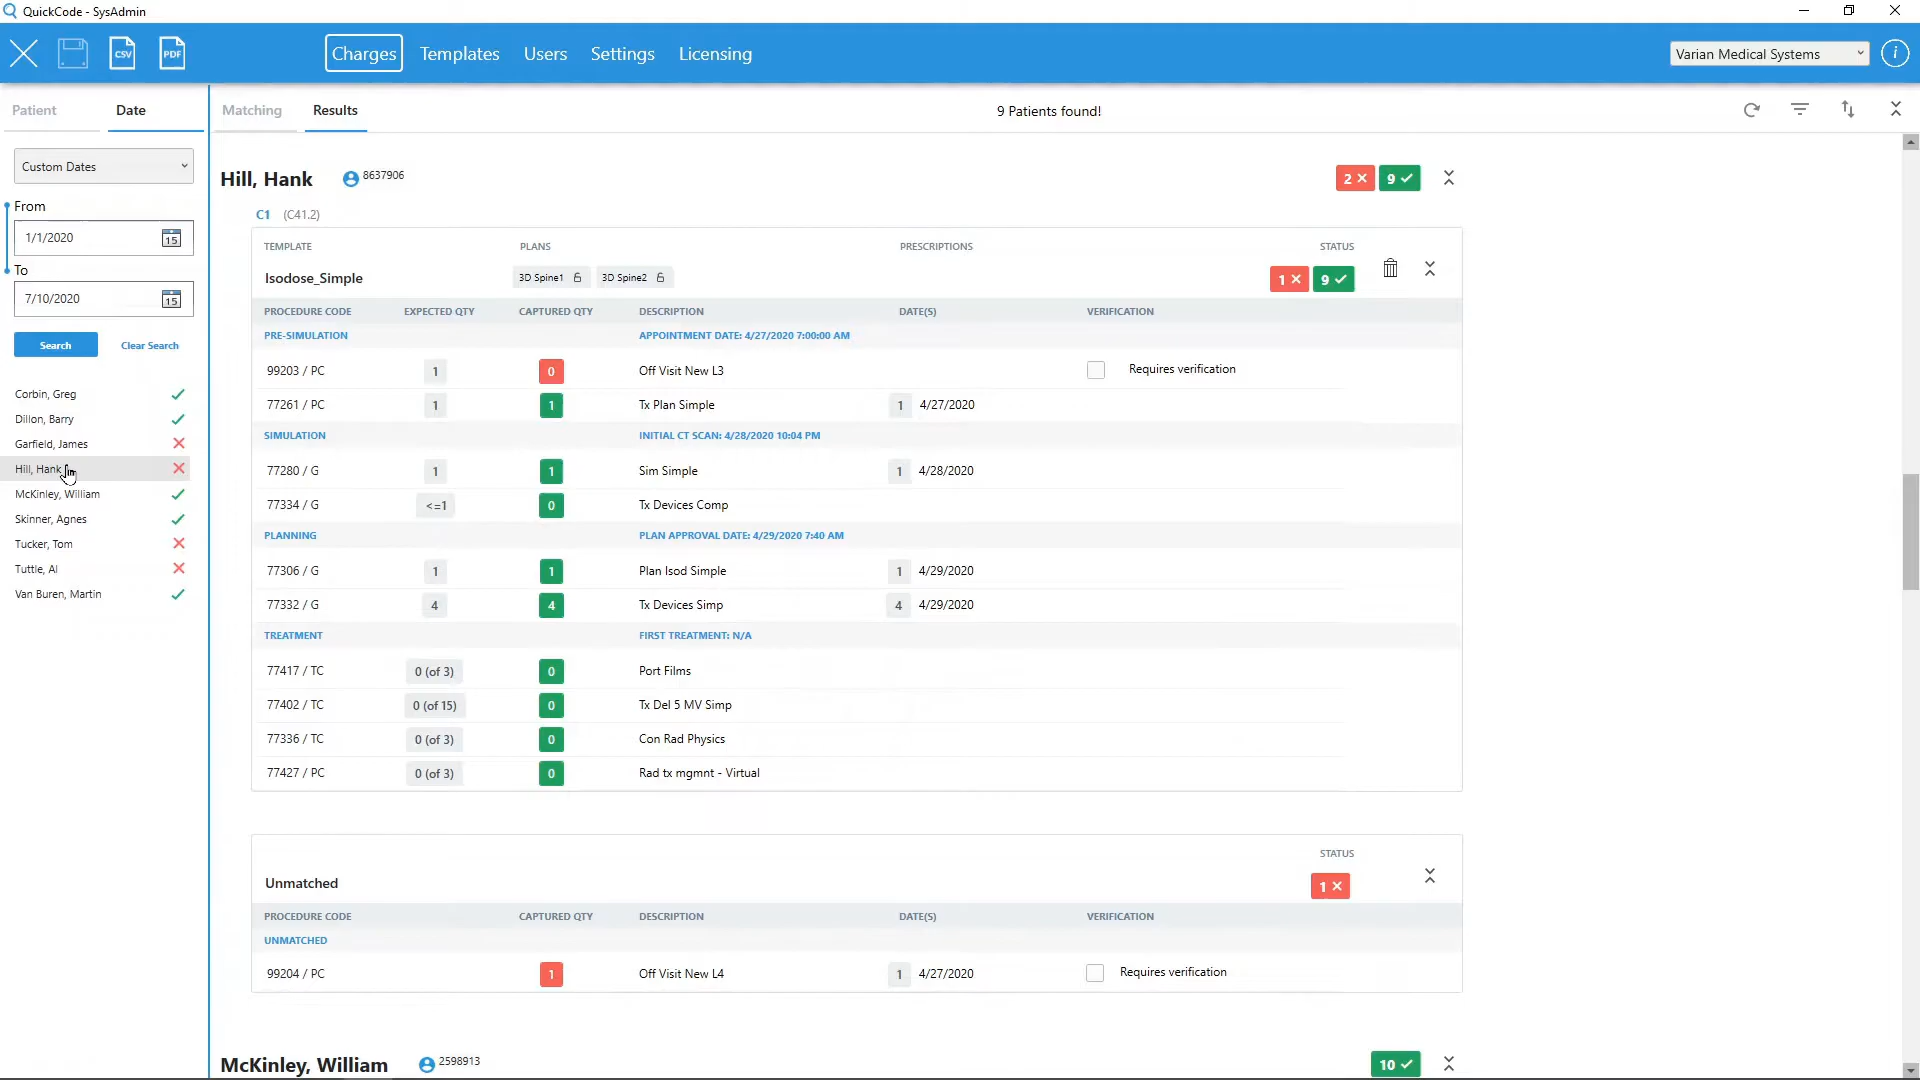 QuickCode - SysAdmin
CSV PDF Charges Templates Users Settings Licensing Varian Medical Systems i
Patient Date Matching Results 9 Patients found!
Custom Dates
From
1/1/2020 15
To
7/10/2020 15
Search Clear Search
Corbin, Greg
Dillon, Barry
Garfield, James
Hill, Hank
McKinley, William
Skinner, Agnes
Tucker, Tom
Tuttle, Al
Van Buren, Martin
Hill, Hank 8637906 2 9
C1 (C41.2)
TEMPLATE PLANS PRESCRIPTIONS STATUS
Isodose_Simple 3D Spine1 3D Spine2 1 9
PROCEDURE CODE EXPECTED QTY CAPTURED QTY DESCRIPTION DATE(S) VERIFICATION
PRE-SIMULATION APPOINTMENT DATE: 4/27/2020 7:00:00 AM
99203 / PC 1 0 Off Visit New L3 Requires verification
77261 / PC 1 1 Tx Plan Simple 1 4/27/2020
SIMULATION INITIAL CT SCAN: 4/28/2020 10:04 PM
77280 / G 1 1 Sim Simple 1 4/28/2020
77334 / G <=1 0 Tx Devices Comp
PLANNING PLAN APPROVAL DATE: 4/29/2020 7:40 AM
77306 / G 1 1 Plan Isod Simple 1 4/29/2020
77332 / G 4 4 Tx Devices Simp 4 4/29/2020
TREATMENT FIRST TREATMENT: N/A
77417 / TC 0 (of 3) 0 Port Films
77402 / TC 0 (of 15) 0 Tx Del 5 MV Simp
77336 / TC 0 (of 3) 0 Con Rad Physics
77427 / PC 0 (of 3) 0 Rad tx mgmnt - Virtual
STATUS
Unmatched 1
PROCEDURE CODE CAPTURED QTY DESCRIPTION DATE(S) VERIFICATION
UNMATCHED
99204 / PC 1 Off Visit New L4 1 4/27/2020 Requires verification
McKinley, William 2598913 10